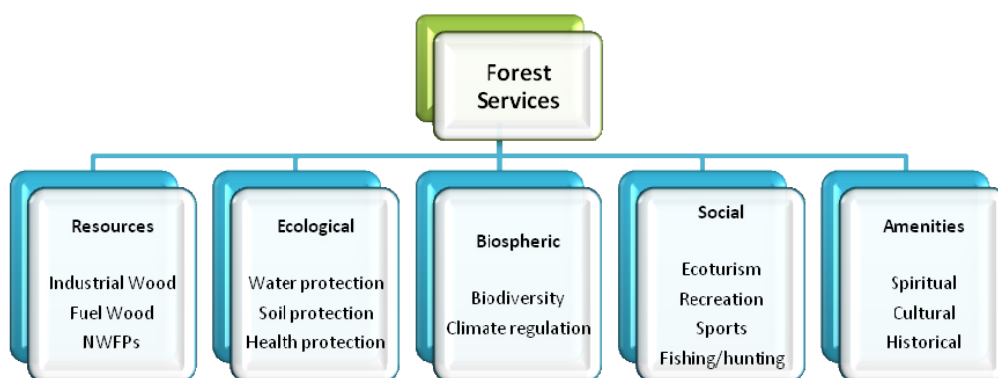 Forest
Services
Resources
Industrial Wood
Fuel Wood
NWFPs
Ecological
Water protection
Soil protection
Health protection
Biospheric
Biodiversity
Climate regulation
Social
Ecoturism
Recreation
Sports
Fishing/hunting
Amenities
Spiritual
Cultural
Historical